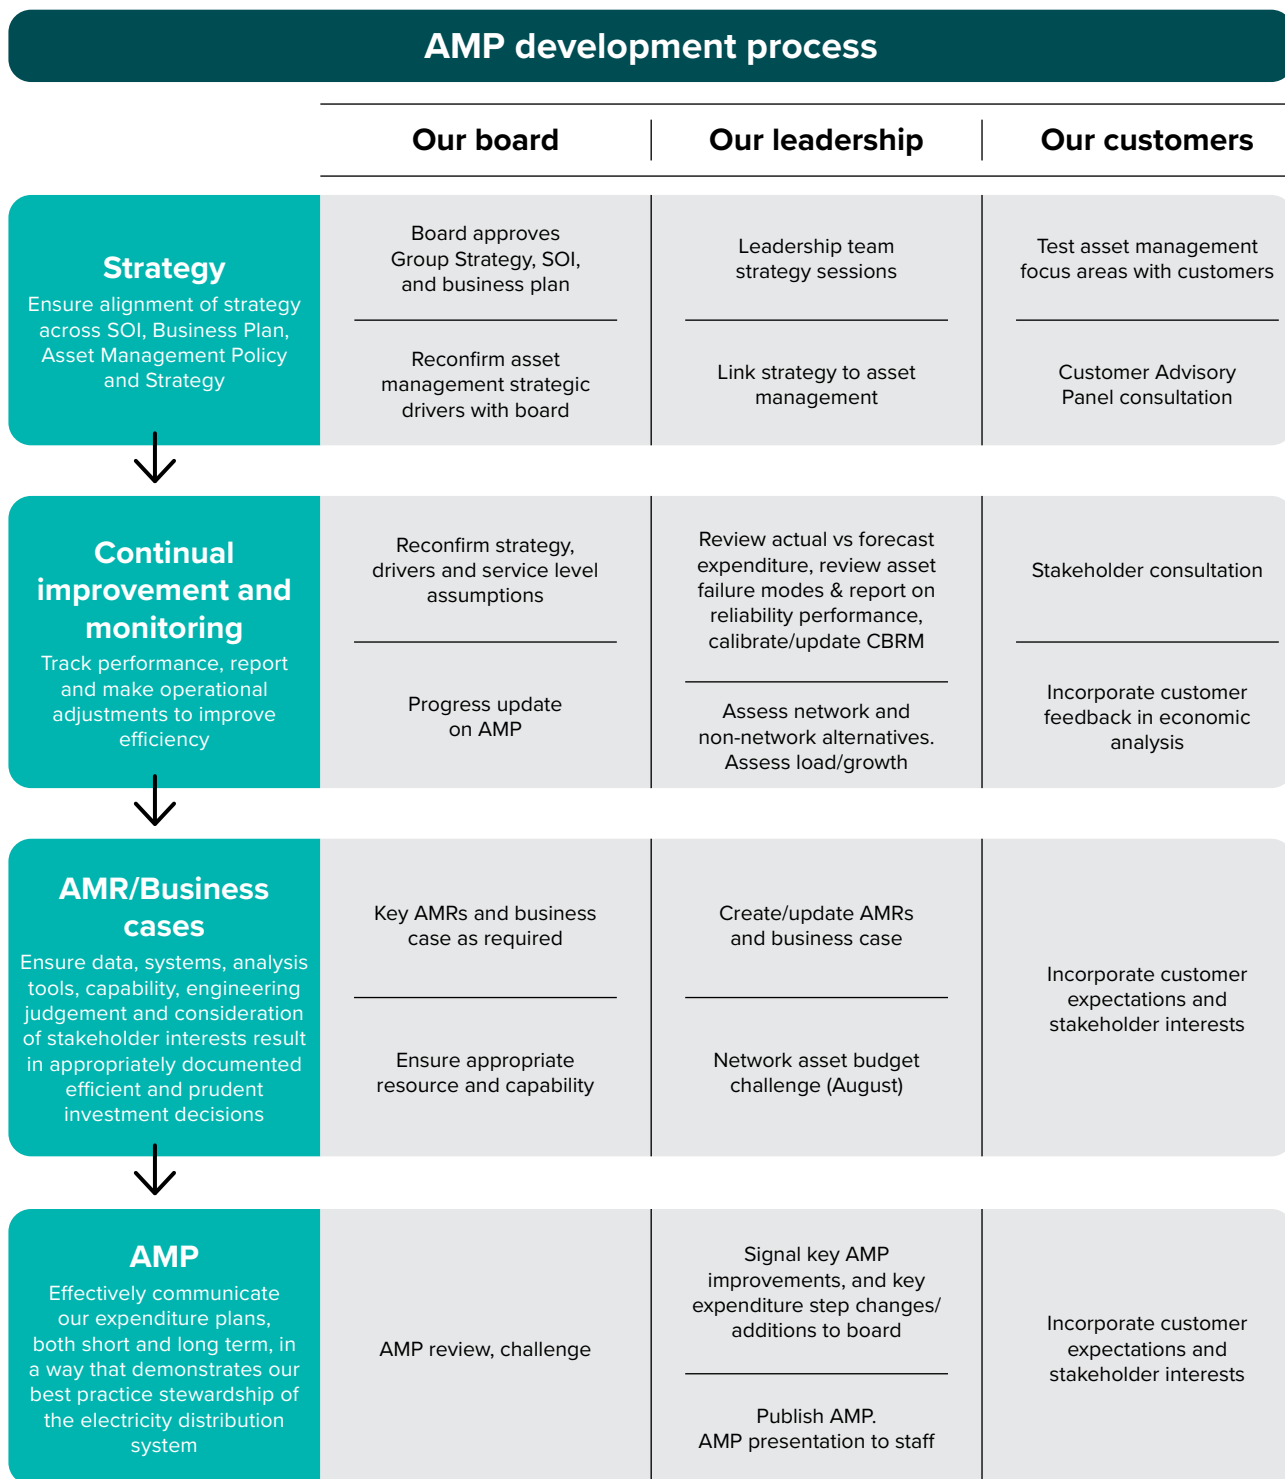 AMP development process
Our board
Our leadership
Our customers
Strategy
Ensure alignment of strategy
across SOI, Business Plan,
Asset Management Policy
and Strategy
Board approves
Group Strategy, SOI,
and business plan
Reconfirm asset
management strategic
drivers with board
Leadership team
strategy sessions
Link strategy to asset
management
Test asset management
focus areas with customers
Customer Advisory
Panel consultation
Continual
improvement and
monitoring
Track performance, report
and make operational
adjustments to improve
efficiency
Reconfirm strategy,
drivers and service level
assumptions
Progress update
on AMP
Review actual vs forecast
expenditure, review asset
failure modes & report on
reliability performance,
calibrate/update CBRM
Assess network and
non-network alternatives.
Assess load/growth
Stakeholder consultation
Incorporate customer
feedback in economic
analysis
AMR/Business
cases
Ensure data, systems, analysis
tools, capability, engineering
judgement and consideration
of stakeholder interests result
in appropriately documented
efficient and prudent
investment decisions
Key AMRs and business
case as required
Ensure appropriate
resource and capability
Create/update AMRs
and business case
Network asset budget
challenge (August)
Incorporate customer
expectations and
stakeholder interests
AMP
Effectively communicate
our expenditure plans,
both short and long term, in
a way that demonstrates our
best practice stewardship of
the electricity distribution
system
AMP review, challenge
Signal key AMP
improvements, and key
expenditure step changes/
additions to board
Publish AMP.
AMP presentation to staff
Incorporate customer
expectations and
stakeholder interests